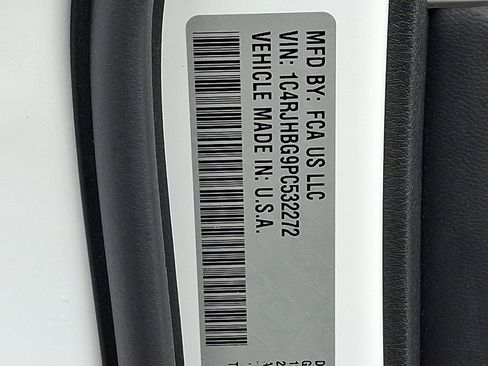 MFD BY: FCA US LLC
VIN: 1C4RJHBG9PC532272
VEHICLE MADE IN: U.S.A.